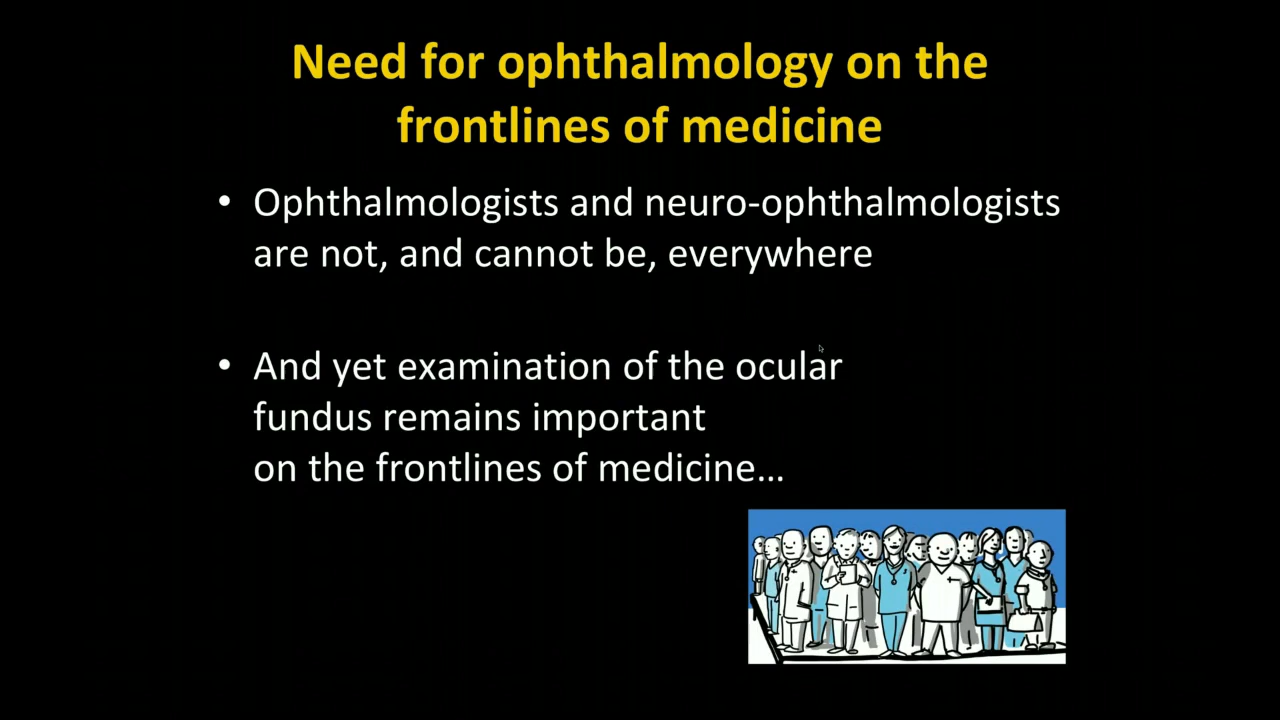 Need for ophthalmology on the
frontlines of medicine
• Ophthalmologists and neuro-ophthalmologists
are not, and cannot be, everywhere
• And yet examination of the ocular
fundus remains important
on the frontlines of medicine…